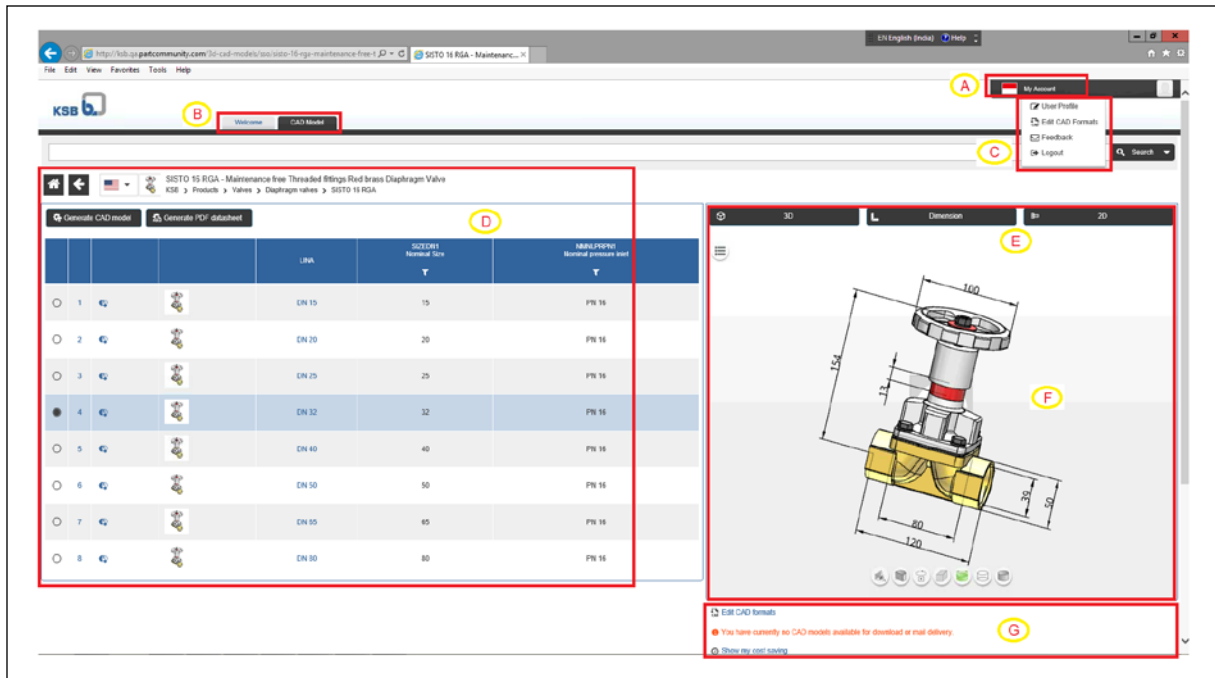 EN English (India) Help
http://ksb.qa.partcommunity.com/3d-cad-models/sso/sisto-16-rga-maintenance-free-t
SISTO 16 RGA - Maintenanc...
File Edit View Favorites Tools Help
A
My Account
KSB b.
B
Welcome
CAD Model
User Profile
Edit CAD Formats
Feedback
C
Logout
Search
SISTO 16 RGA - Maintenance free Threaded fittings Red brass Diaphragm Valve
KSB > Products > Valves > Diaphragm valves > SISTO 16 RGA
Generate CAD model
Generate PDF datasheet
D
3D
Dimension
2D
E
LINA
SIZEDN1
Nominal Size
NMNLPRPN1
Nominal pressure inlet
1 DN 15 15 PN 16
2 DN 20 20 PN 16
3 DN 25 25 PN 16
4 DN 32 32 PN 16
5 DN 40 40 PN 16
6 DN 50 50 PN 16
7 DN 65 65 PN 16
8 DN 80 80 PN 16
100
154
13
F
39
50
80
120
Edit CAD formats
You have currently no CAD models available for download or mail delivery.
G
Show my cost saving